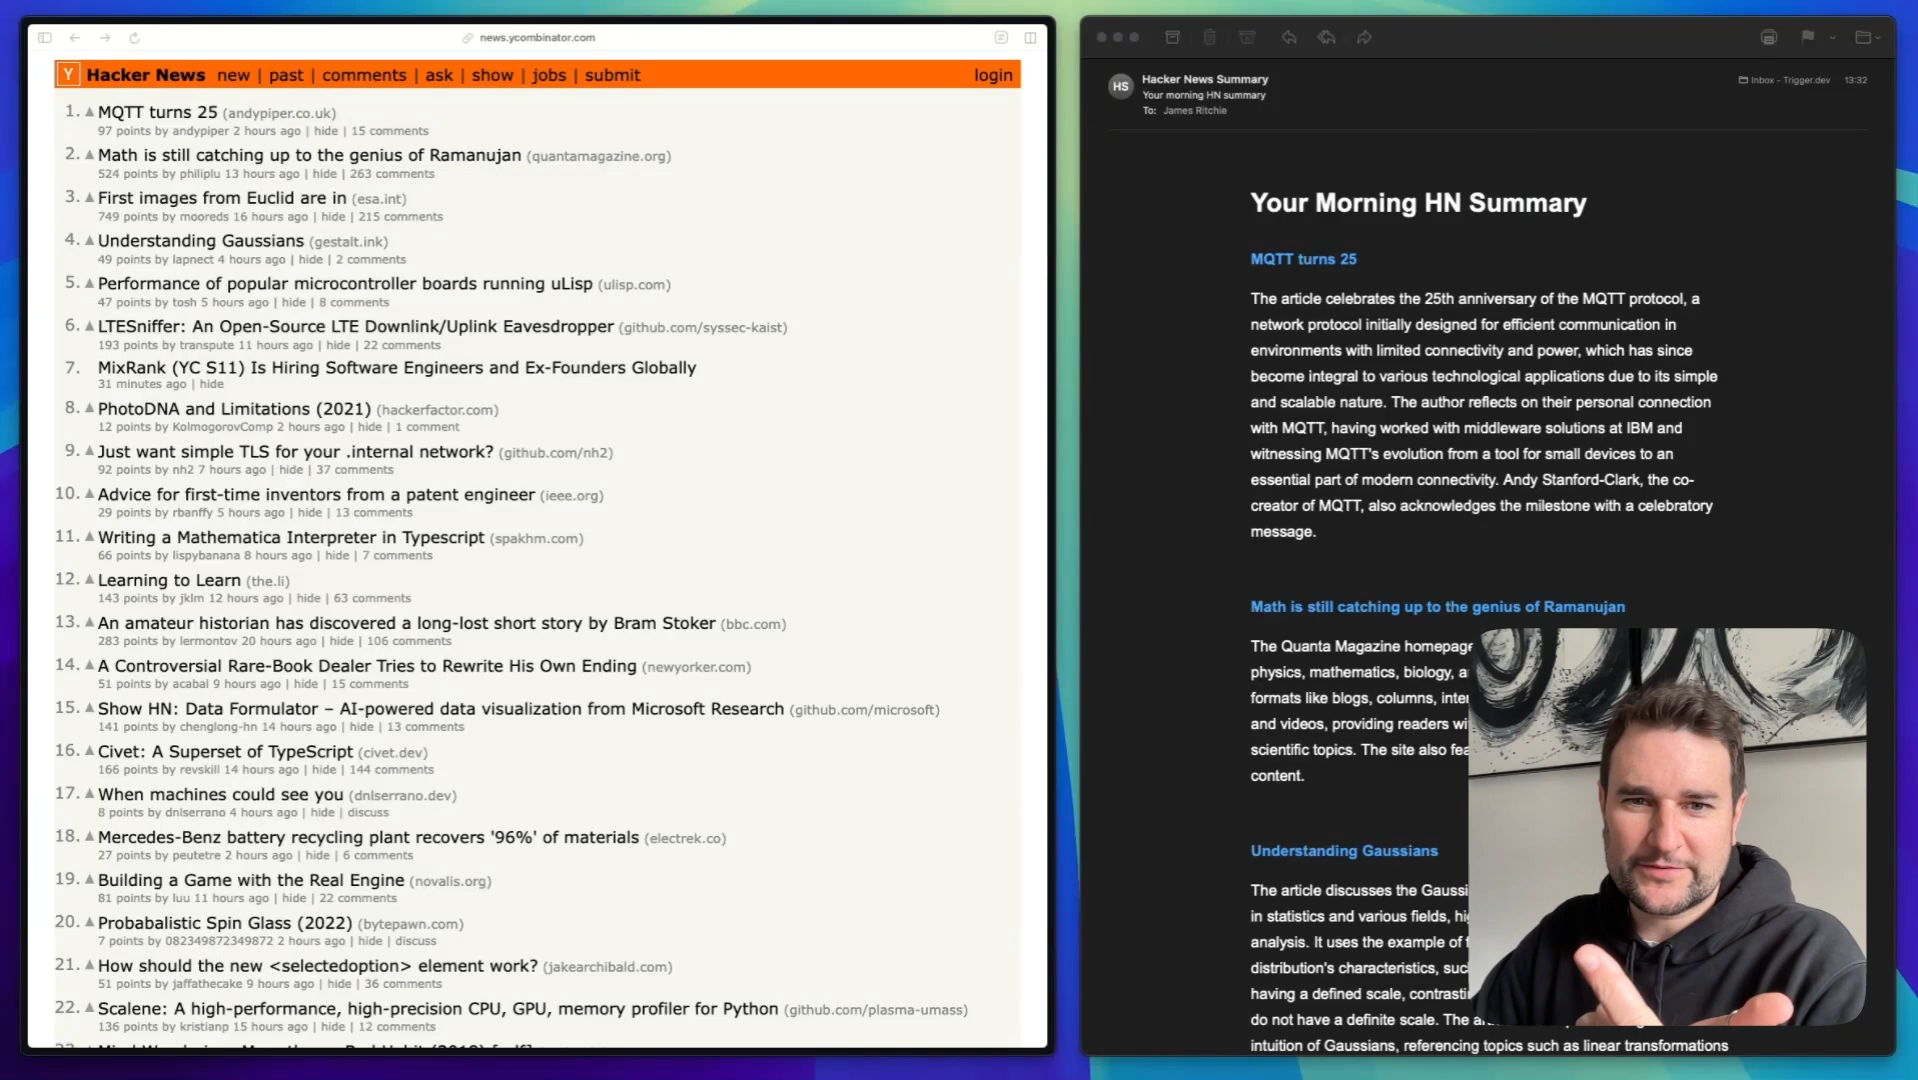 news.ycombinator.com
Y Hacker News new | past | comments | ask | show | jobs | submit login
1. MQTT turns 25 (andypiper.co.uk)
97 points by andypiper 2 hours ago | hide | 15 comments
2. Math is still catching up to the genius of Ramanujan (quantamagazine.org)
524 points by philiplu 13 hours ago | hide | 263 comments
3. First images from Euclid are in (esa.int)
749 points by mooreds 16 hours ago | hide | 215 comments
4. Understanding Gaussians (gestalt.ink)
49 points by lapnect 4 hours ago | hide | 2 comments
5. Performance of popular microcontroller boards running uLisp (ulisp.com)
47 points by tosh 5 hours ago | hide | 8 comments
6. LTESniffer: An Open-Source LTE Downlink/Uplink Eavesdropper (github.com/syssec-kaist)
193 points by transpute 11 hours ago | hide | 22 comments
7. MixRank (YC S11) Is Hiring Software Engineers and Ex-Founders Globally
31 minutes ago | hide
8. PhotoDNA and Limitations (2021) (hackerfactor.com)
12 points by KolmogorovComp 2 hours ago | hide | 1 comment
9. Just want simple TLS for your .internal network? (github.com/nh2)
92 points by nh2 7 hours ago | hide | 37 comments
10. Advice for first-time inventors from a patent engineer (ieee.org)
29 points by rbanffy 5 hours ago | hide | 13 comments
11. Writing a Mathematica Interpreter in Typescript (spakhm.com)
66 points by lispybanana 8 hours ago | hide | 7 comments
12. Learning to Learn (the.li)
143 points by jklm 12 hours ago | hide | 63 comments
13. An amateur historian has discovered a long-lost short story by Bram Stoker (bbc.com)
283 points by lermontov 20 hours ago | hide | 106 comments
14. A Controversial Rare-Book Dealer Tries to Rewrite His Own Ending (newyorker.com)
51 points by acabal 9 hours ago | hide | 15 comments
15. Show HN: Data Formulator – AI-powered data visualization from Microsoft Research (github.com/microsoft)
141 points by chenglong-hn 14 hours ago | hide | 13 comments
16. Civet: A Superset of TypeScript (civet.dev)
166 points by revskill 14 hours ago | hide | 144 comments
17. When machines could see you (dnlserrano.dev)
8 points by dnlserrano 4 hours ago | hide | discuss
18. Mercedes-Benz battery recycling plant recovers '96%' of materials (electrek.co)
27 points by peutetre 2 hours ago | hide | 6 comments
19. Building a Game with the Real Engine (novalis.org)
81 points by luu 11 hours ago | hide | 22 comments
20. Probabalistic Spin Glass (2022) (bytepawn.com)
7 points by 082349872349872 2 hours ago | hide | discuss
21. How should the new <selectedoption> element work? (jakearchibald.com)
51 points by jaffathecake 9 hours ago | hide | 36 comments
22. Scalene: A high-performance, high-precision CPU, GPU, memory profiler for Python (github.com/plasma-umass)
136 points by kristianp 15 hours ago | hide | 12 comments
HS Hacker News Summary
Inbox - Trigger.dev 13:32
Your morning HN summary
To: James Ritchie
Your Morning HN Summary
MQTT turns 25
The article celebrates the 25th anniversary of the MQTT protocol, a
network protocol initially designed for efficient communication in
environments with limited connectivity and power, which has since
become integral to various technological applications due to its simple
and scalable nature. The author reflects on their personal connection
with MQTT, having worked with middleware solutions at IBM and
witnessing MQTT's evolution from a tool for small devices to an
essential part of modern connectivity. Andy Stanford-Clark, the co-
creator of MQTT, also acknowledges the milestone with a celebratory
message.
Math is still catching up to the genius of Ramanujan
The Quanta Magazine homepage
physics, mathematics, biology,
formats like blogs, columns,
and videos, providing readers
scientific topics. The site also
content.
Understanding Gaussians
The article discusses the
in statistics and various fields,
analysis. It uses the example of
distribution's characteristics,
having a defined scale,
do not have a definite scale. The
intuition of Gaussians, referencing topics such as linear transformations